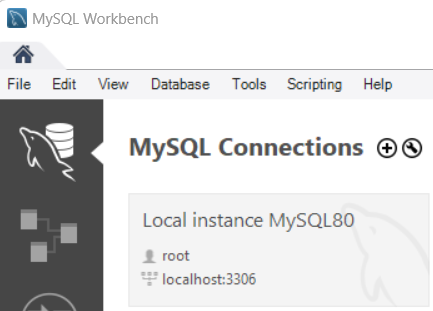 MySQL Workbench
File Edit View Database Tools Scripting Help
MySQL Connections
Local instance MySQL80
root
localhost:3306